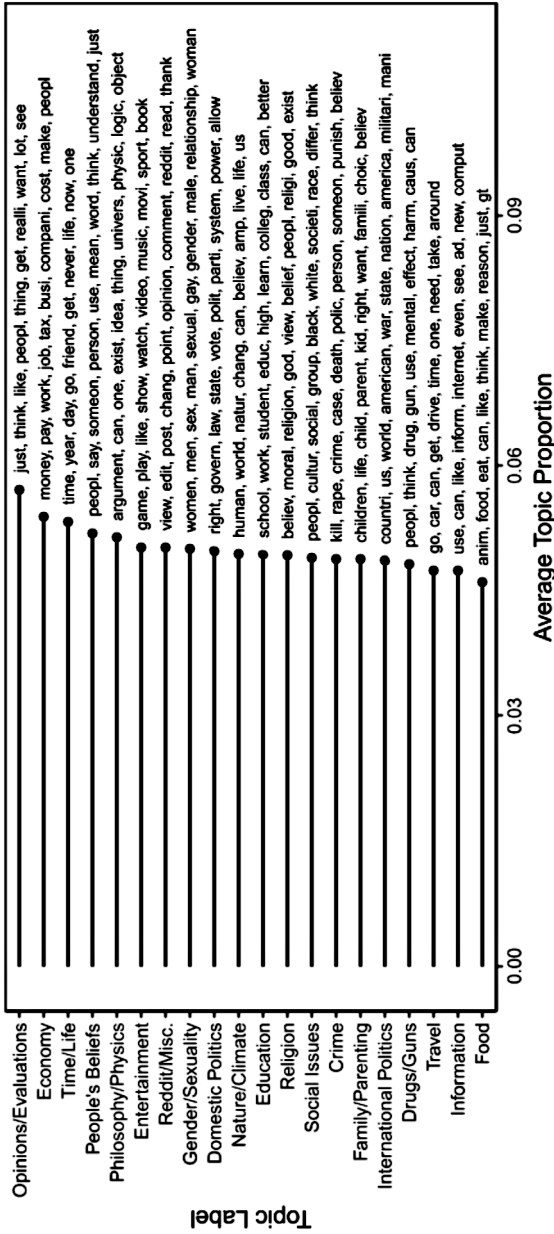 Topic Label
Opinions/Evaluations just, think, like, peopl, thing, get, realli, want, lot, see
Economy money, pay, work, job, tax, busi, compani, cost, make, peopl
Time/Life time, year, day, go, friend, get, never, life, now, one
People's Beliefs peopl, say, someon, person, use, mean, word, think, understand, just
Philosophy/Physics argument, can, one, exist, idea, thing, univers, physic, logic, object
Entertainment game, play, like, show, watch, video, music, movi, sport, book
Reddit/Misc. view, edit, post, chang, point, opinion, comment, reddit, read, thank
Gender/Sexuality women, men, sex, man, sexual, gay, gender, male, relationship, woman
Domestic Politics right, govern, law, state, vote, polit, parti, system, power, allow
Nature/Climate human, world, natur, chang, can, believ, amp, live, life, us
Education school, work, student, educ, high, learn, colleg, class, can, better
Religion believ, moral, religion, god, view, belief, peopl, religi, good, exist
Social Issues peopl, cultur, social, group, black, white, societi, race, differ, think
Crime kill, rape, crime, case, death, polic, person, someon, punish, believ
Family/Parenting children, life, child, parent, kid, right, want, famili, choic, believ
International Politics countri, us, world, american, war, state, nation, america, militari, mani
Drugs/Guns peopl, think, drug, gun, use, mental, effect, harm, caus, can
Travel go, car, can, get, drive, time, one, need, take, around
Information use, can, like, inform, internet, even, see, ad, new, comput
Food anim, food, eat, can, like, think, make, reason, just, gt
0.00 0.03 0.06 0.09
Average Topic Proportion